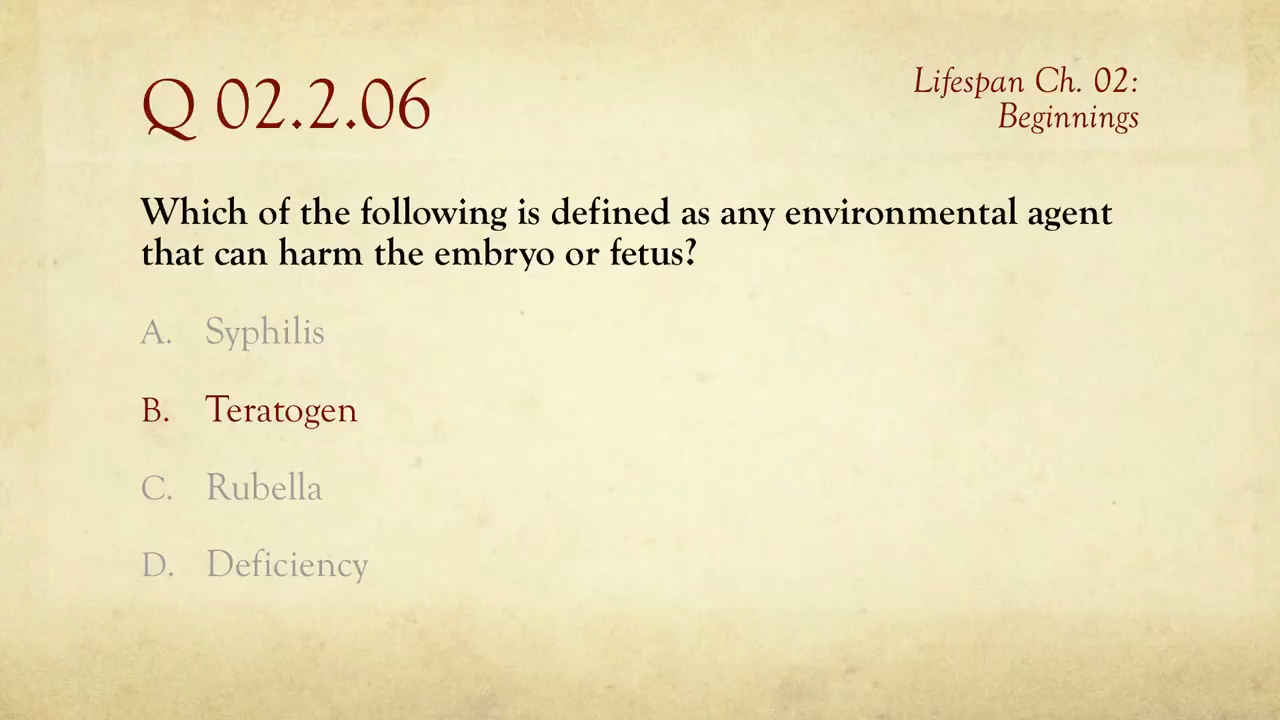 Q 02.2.06
Lifespan Ch. 02:
Beginnings
Which of the following is defined as any environmental agent
that can harm the embryo or fetus?
A. Syphilis
B. Teratogen
C. Rubella
D. Deficiency